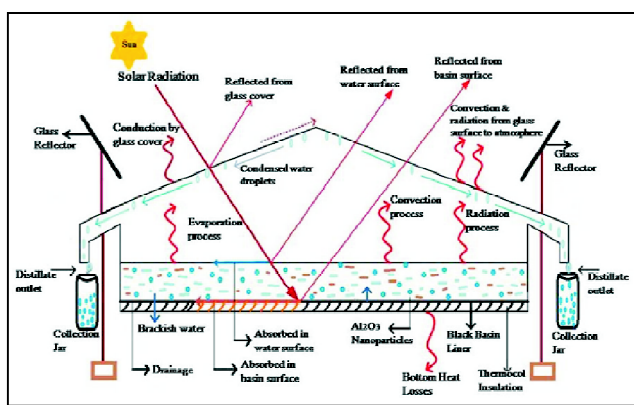 Sun
Solar Radiation
Reflected from
glass cover
Reflected from
water surface
Reflected from
basin surface
Glass
Reflector
Conduction by
glass cover
Convection &
radiation from glass
surface to atmosphere
Glass
Reflector
Condensed water
droplets
Evaporation
process
Convection
process
Radiation
process
Distillate
outlet
Distillate
outlet
Collection
Jar
Brackish water
Absorbed in
water surface
Al2O3
Nanoparticles
Black Basin
Liner
Collection
Jar
Drainage
Absorbed in
basin surface
Bottom Heat
Losses
Thermocol
Insulation